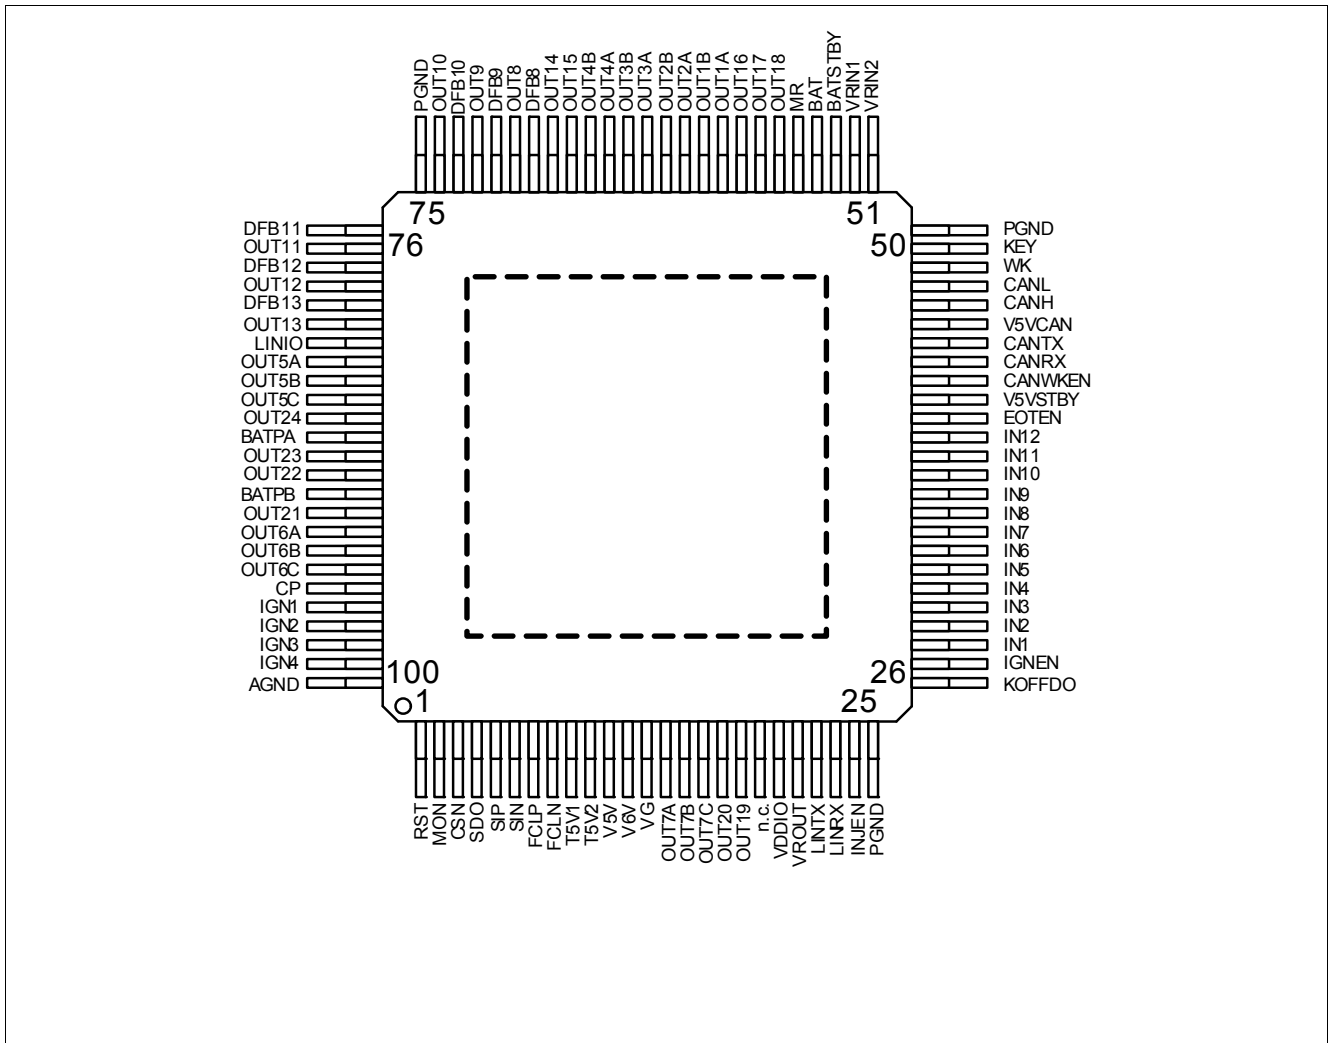 PGND
OUT10
DFB10
OUT9
DFB9
OUT8
DFB8
OUT14
OUT15
OUT4B
OUT4A
OUT3B
OUT3A
OUT2B
OUT2A
OUT1B
OUT1A
OUT16
OUT17
OUT18
MR
BAT
BATSTBY
VRIN1
VRIN2
75
51
76
50
DFB11
OUT11
DFB12
OUT12
DFB13
OUT13
LINIO
OUT5A
OUT5B
OUT5C
OUT24
BATPA
OUT23
OUT22
BATPB
OUT21
OUT6A
OUT6B
OUT6C
CP
IGN1
IGN2
IGN3
IGN4
AGND
PGND
KEY
WK
CANL
CANH
V5VCAN
CANTX
CANRX
CANWKEN
V5VSTBY
EOTEN
IN12
IN11
IN10
IN9
IN8
IN7
IN6
IN5
IN4
IN3
IN2
IN1
IGNEN
KOFFDO
100
26
1
25
RST
MON
CSN
SDO
SIP
SIN
FCLP
FCLN
T5V1
T5V2
V5V
V6V
VG
OUT7A
OUT7B
OUT7C
OUT20
OUT19
n.c.
VDDIO
VROUT
LINTX
LINRX
INJEN
PGND